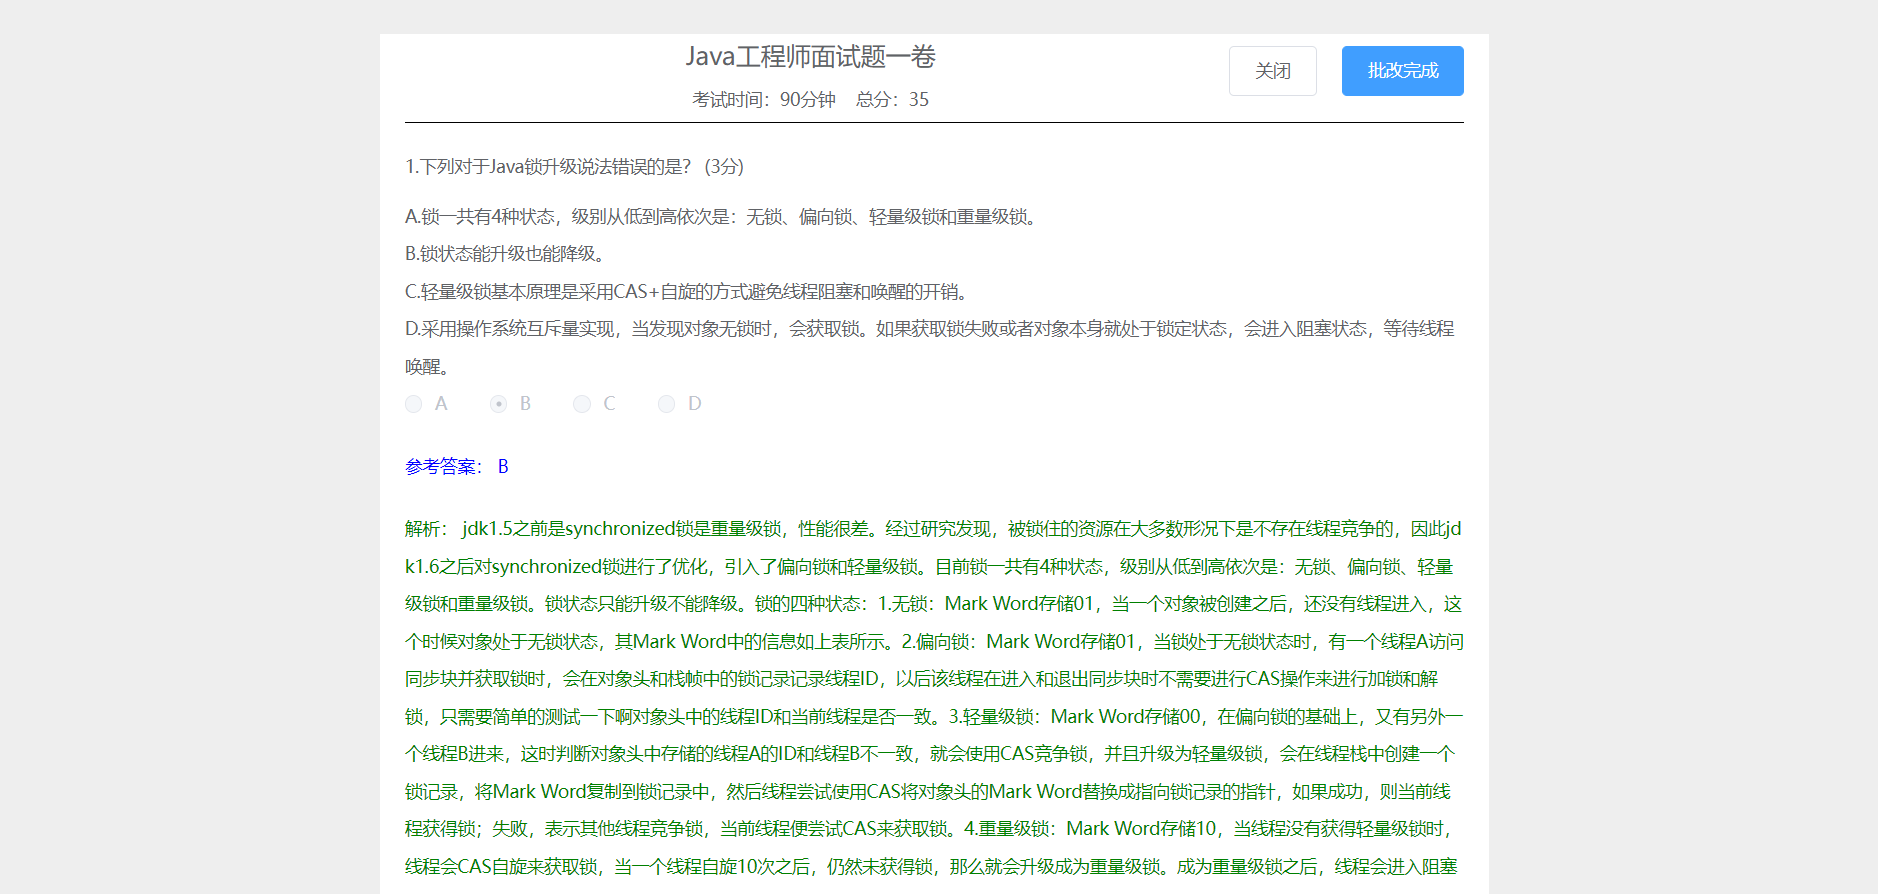 Java工程师面试题一卷
关闭
批改完成
考试时间：90分钟 总分：35
1.下列对于Java锁升级说法错误的是？ (3分)
A.锁一共有4种状态，级别从低到高依次是：无锁、偏向锁、轻量级锁和重量级锁。
B.锁状态能升级也能降级。
C.轻量级锁基本原理是采用CAS+自旋的方式避免线程阻塞和唤醒的开销。
D.采用操作系统互斥量实现，当发现对象无锁时，会获取锁。如果获取锁失败或者对象本身就处于锁定状态，会进入阻塞状态，等待线程
唤醒。
A B C D
参考答案： B
解析： jdk1.5之前是synchronized锁是重量级锁，性能很差。经过研究发现，被锁住的资源在大多数形况下是不存在线程竞争的，因此jd
k1.6之后对synchronized锁进行了优化，引入了偏向锁和轻量级锁。目前锁一共有4种状态，级别从低到高依次是：无锁、偏向锁、轻量
级锁和重量级锁。锁状态只能升级不能降级。锁的四种状态：1.无锁：Mark Word存储01，当一个对象被创建之后，还没有线程进入，这
个时候对象处于无锁状态，其Mark Word中的信息如上表所示。2.偏向锁：Mark Word存储01，当锁处于无锁状态时，有一个线程A访问
同步块并获取锁时，会在对象头和栈帧中的锁记录记录线程ID，以后该线程在进入和退出同步块时不需要进行CAS操作来进行加锁和解
锁，只需要简单的测试一下啊对象头中的线程ID和当前线程是否一致。3.轻量级锁：Mark Word存储00，在偏向锁的基础上，又有另外一
个线程B进来，这时判断对象头中存储的线程A的ID和线程B不一致，就会使用CAS竞争锁，并且升级为轻量级锁，会在线程栈中创建一个
锁记录，将Mark Word复制到锁记录中，然后线程尝试使用CAS将对象头的Mark Word替换成指向锁记录的指针，如果成功，则当前线
程获得锁；失败，表示其他线程竞争锁，当前线程便尝试CAS来获取锁。4.重量级锁：Mark Word存储10，当线程没有获得轻量级锁时，
线程会CAS自旋来获取锁，当一个线程自旋10次之后，仍然未获得锁，那么就会升级成为重量级锁。成为重量级锁之后，线程会进入阻塞